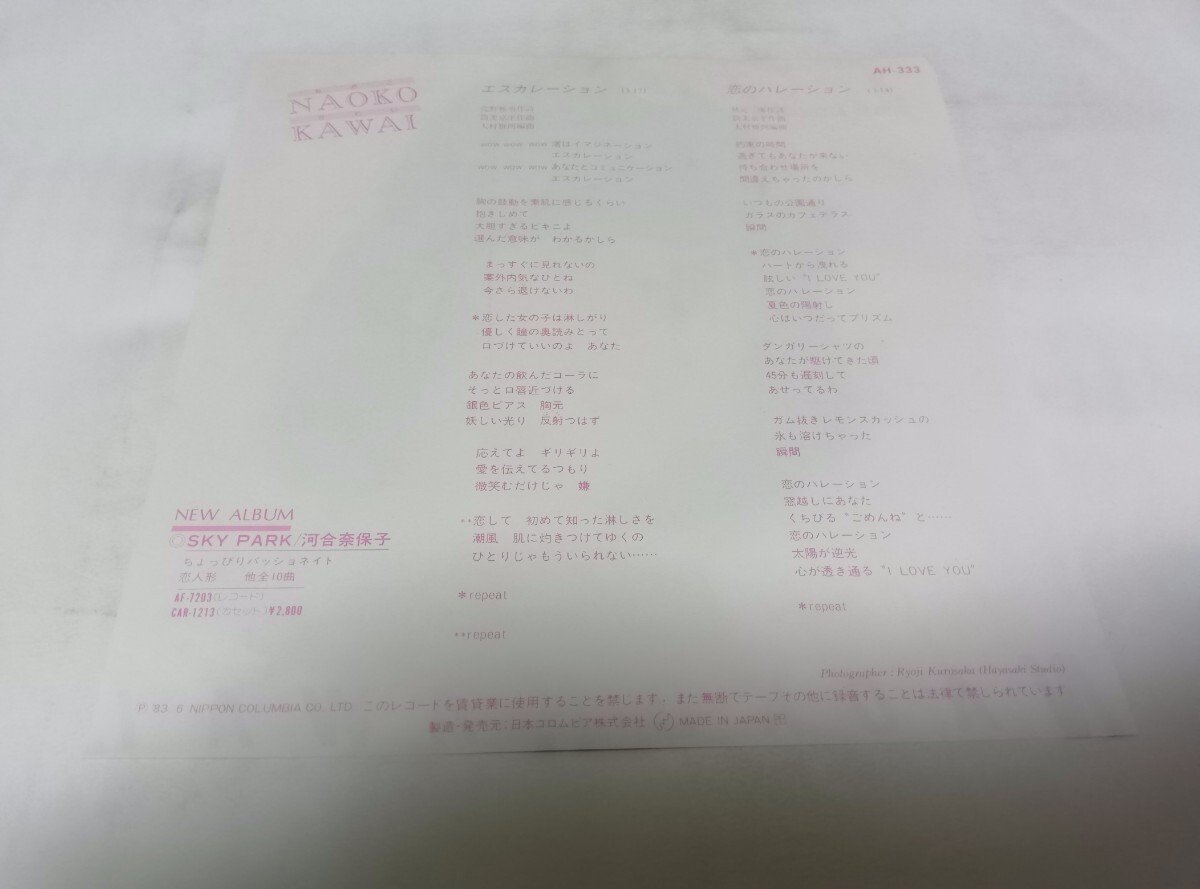 NAOKO
KAWAI
AH-333
エスカレーション
wow wow wow 渚はイマジネーション
エスカレーション
wow wow wow あなたとコミュニケーション
エスカレーション
胸の鼓動を素肌に感じるくらい
抱きしめて
大胆すぎるビキニよ
選んだ意味が わかるかしら
まっすぐに見れないの
案外内気なひとね
今さら退けないわ
*恋した女の子は淋しがり
優しく瞳の奥読みとって
口づけていいのよ あなた
あなたの飲んだコーラに
そっと口唇近づける
銀色ピアス 胸元
妖しい光り 反射つはず
応えてよ ギリギリよ
愛を伝えてるつもり
微笑むだけじゃ 嫌
**恋して 初めて知った淋しさを
潮風 肌に灼きつけてゆくの
ひとりじゃもういられない……
*repeat
**repeat
恋のハレーション
約束の時間
過ぎてもあなたが来ない
待ち合わせ場所を
間違えちゃったのかしら
いつもの公園通り
ガラスのカフェテラス
瞬間
*恋のハレーション
ハートから洩れる
眩しい “I LOVE YOU”
恋のハレーション
夏色の陽射し
心はいつだってプリズム
ダンガリーシャツの
あなたが駆けてきた頃
45分も遅刻して
あせってるわ
ガム抜きレモンスカッシュの
氷も溶けちゃった
瞬間
恋のハレーション
窓越しにあなた
くちびる “ごめんね” と……
恋のハレーション
太陽が逆光
心が透き通る “I LOVE YOU”
*repeat
NEW ALBUM
◎SKY PARK/河合奈保子
ちょっぴりパッショネイト
恋人形 他全10曲
AF-7203(レコード)
CAR-1213(カセット)¥2,800
Photographer : Ryoji Kurosaka (Hayasaki Studio)
P. '83. 6 NIPPON COLUMBIA CO., LTD. このレコードを賃貸業に使用することを禁じます。また無断でテープその他に録音することは法律で禁じられています
製造・発売元:日本コロムビア株式会社 MADE IN JAPAN